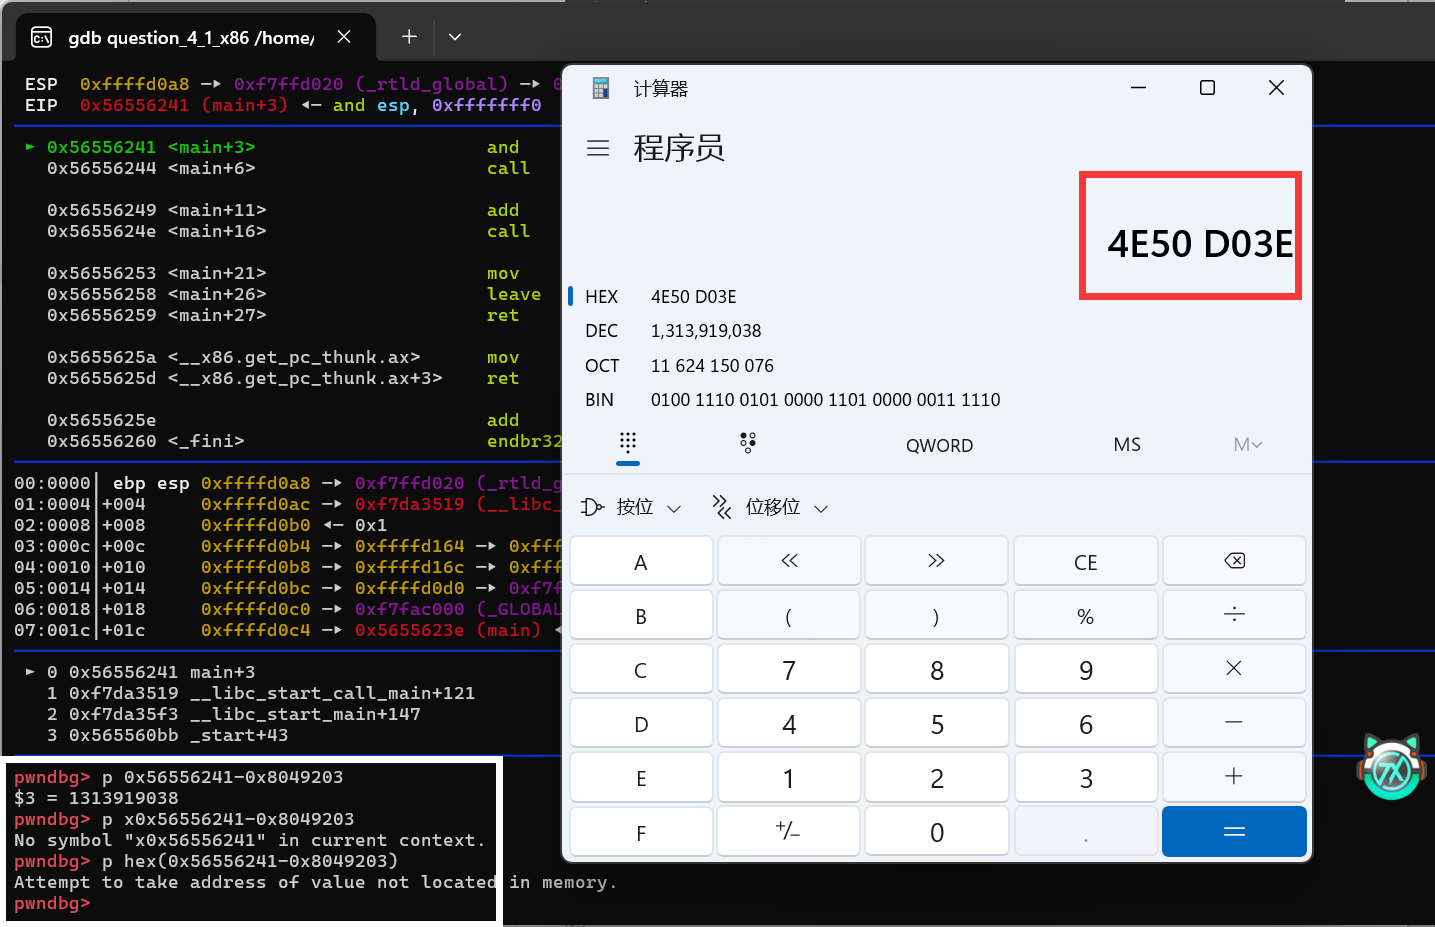 gdb question_4_1_x86 /home/
ESP 0xffffd0a8 —▸ 0xf7ffd020 (_rtld_global) —▸
EIP 0x56556241 (main+3) ◂— and esp, 0xfffffff0
► 0x56556241 <main+3> and
0x56556244 <main+6> call
0x56556249 <main+11> add
0x5655624e <main+16> call
0x56556253 <main+21> mov
0x56556258 <main+26> leave
0x56556259 <main+27> ret
0x5655625a <__x86.get_pc_thunk.ax> mov
0x5655625d <__x86.get_pc_thunk.ax+3> ret
0x5655625e add
0x56556260 <_fini> endbr32
00:0000│ ebp esp 0xffffd0a8 —▸ 0xf7ffd020 (_rtld_g
01:0004│+004 0xffffd0ac —▸ 0xf7da3519 (__libc_
02:0008│+008 0xffffd0b0 ◂— 0x1
03:000c│+00c 0xffffd0b4 —▸ 0xffffd164 —▸ 0xfff
04:0010│+010 0xffffd0b8 —▸ 0xffffd16c —▸ 0xfff
05:0014│+014 0xffffd0bc —▸ 0xffffd0d0 —▸ 0xf7f
06:0018│+018 0xffffd0c0 —▸ 0xf7fac000 (_GLOBAL
07:001c│+01c 0xffffd0c4 —▸ 0x5655623e (main) ◂
► 0 0x56556241 main+3
1 0xf7da3519 __libc_start_call_main+121
2 0xf7da35f3 __libc_start_main+147
3 0x565560bb _start+43
pwndbg> p 0x56556241-0x8049203
$3 = 1313919038
pwndbg> p x0x56556241-0x8049203
No symbol "x0x56556241" in current context.
pwndbg> p hex(0x56556241-0x8049203)
Attempt to take address of value not located in memory.
pwndbg>
计算器
程序员
4E50 D03E
HEX 4E50 D03E
DEC 1,313,919,038
OCT 11 624 150 076
BIN 0100 1110 0101 0000 1101 0000 0011 1110
QWORD MS M
按位 位移位
A << >> CE
B ( ) % ÷
C 7 8 9 ×
D 4 5 6 −
E 1 2 3 +
F +/− 0 . =
7X